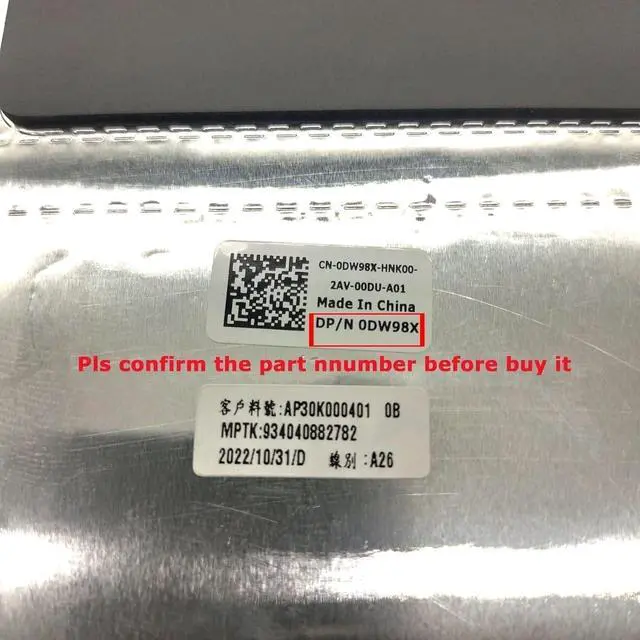 CN-0DW98X-HNK00-
2AV-00DU-A01
Made In China
DP/N 0DW98X
Pls confirm the part nnumber before buy it
客户料號:AP30K000401 0B
MPTK:934040882782
2022/10/31/D 線別:A26